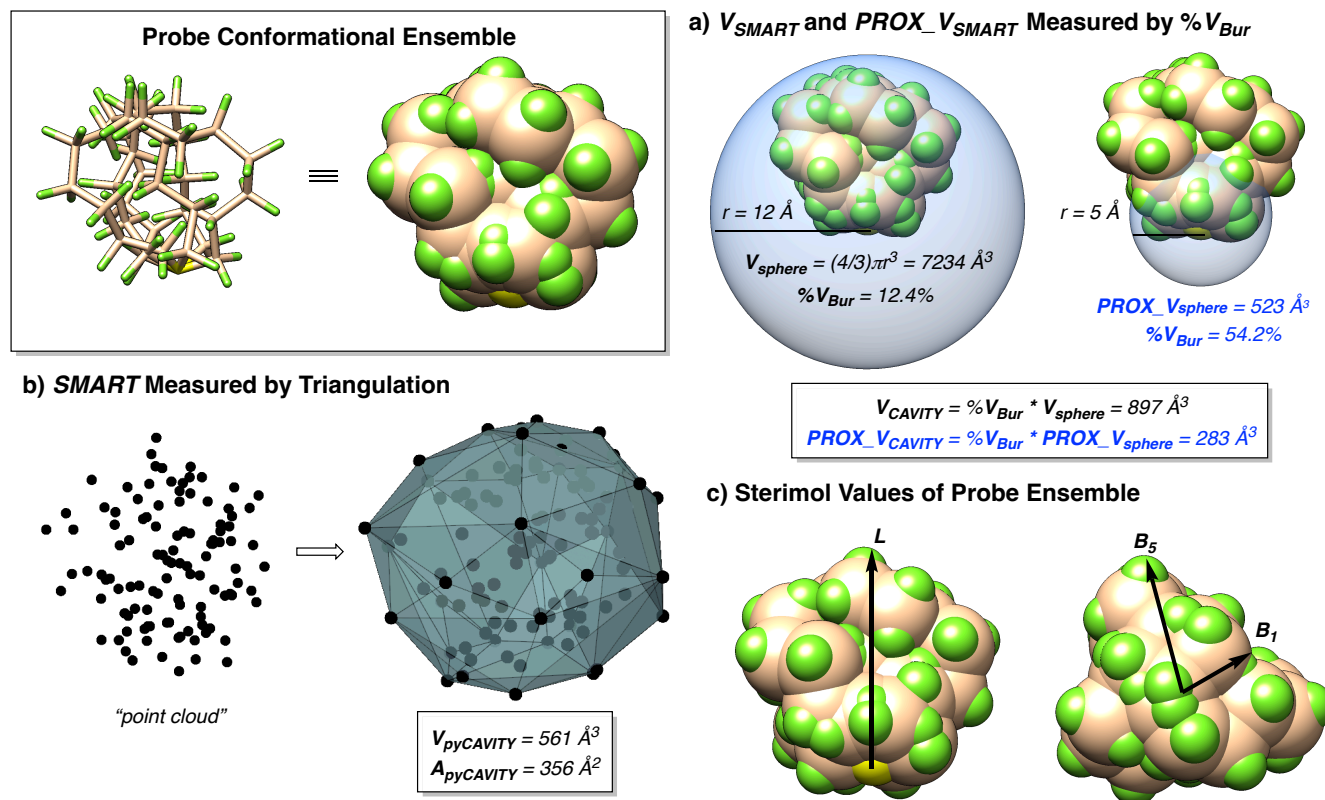 Probe Conformational Ensemble
≡
a) V_SMART and PROX_V_SMART Measured by %V_Bur
r = 12 Å
V_sphere = (4/3)πr³ = 7234 Å³
%V_Bur = 12.4%
r = 5 Å
PROX_V_sphere = 523 Å³
%V_Bur = 54.2%
V_CAVITY = %V_Bur * V_sphere = 897 Å³
PROX_V_CAVITY = %V_Bur * PROX_V_sphere = 283 Å³
b) SMART Measured by Triangulation
“point cloud”
V_pyCAVITY = 561 Å³
A_pyCAVITY = 356 Å²
c) Sterimol Values of Probe Ensemble
L
B₅
B₁